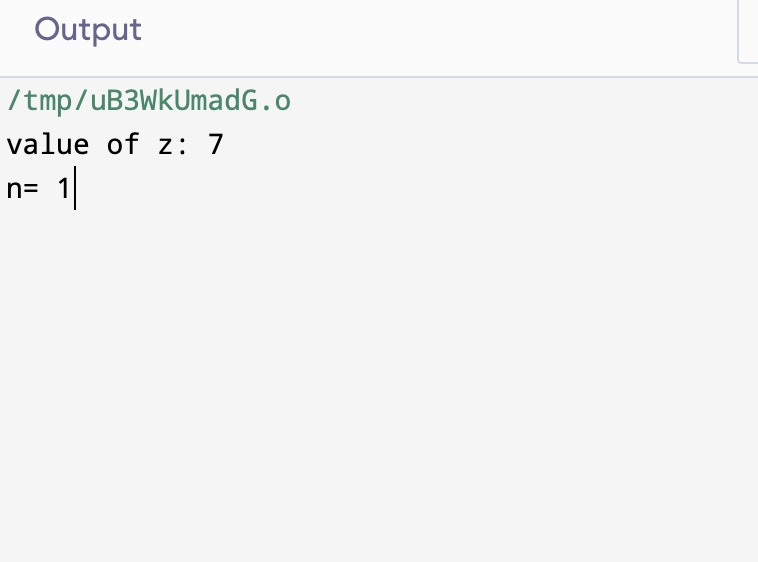 Output
/tmp/uB3WkUmadG.o
value of z: 7
n= 1